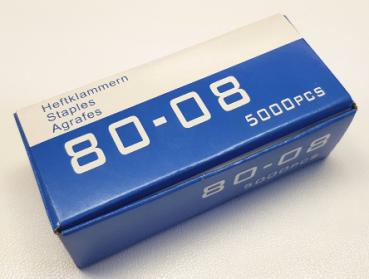 Heftklammern
Staples
Agrafes
80-08
5000PCS
80-08
5000PCS